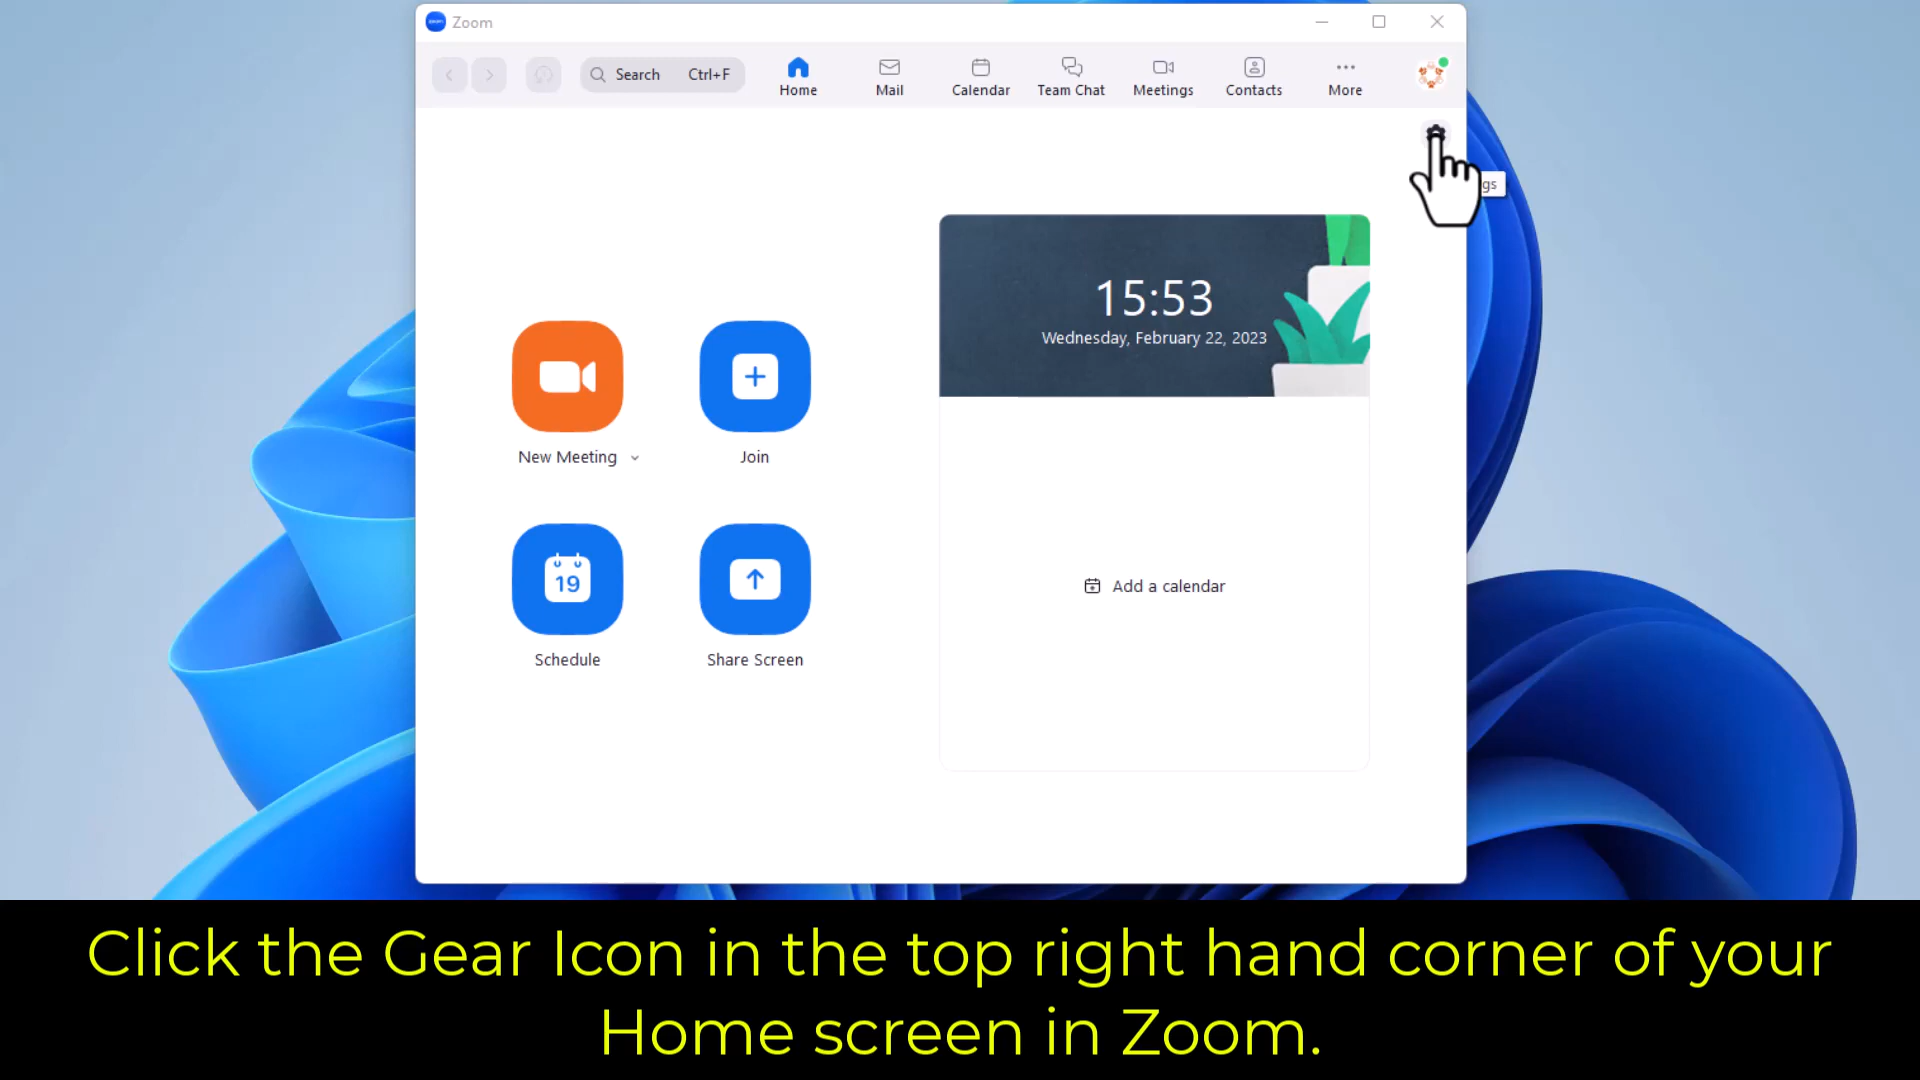 Zoom
Search Ctrl+F
Home
Mail
Calendar
Team Chat
Meetings
Contacts
More
gs
15:53
Wednesday, February 22, 2023
New Meeting
Join
19
Schedule
Share Screen
Add a calendar
Click the Gear Icon in the top right hand corner of your
Home screen in Zoom.